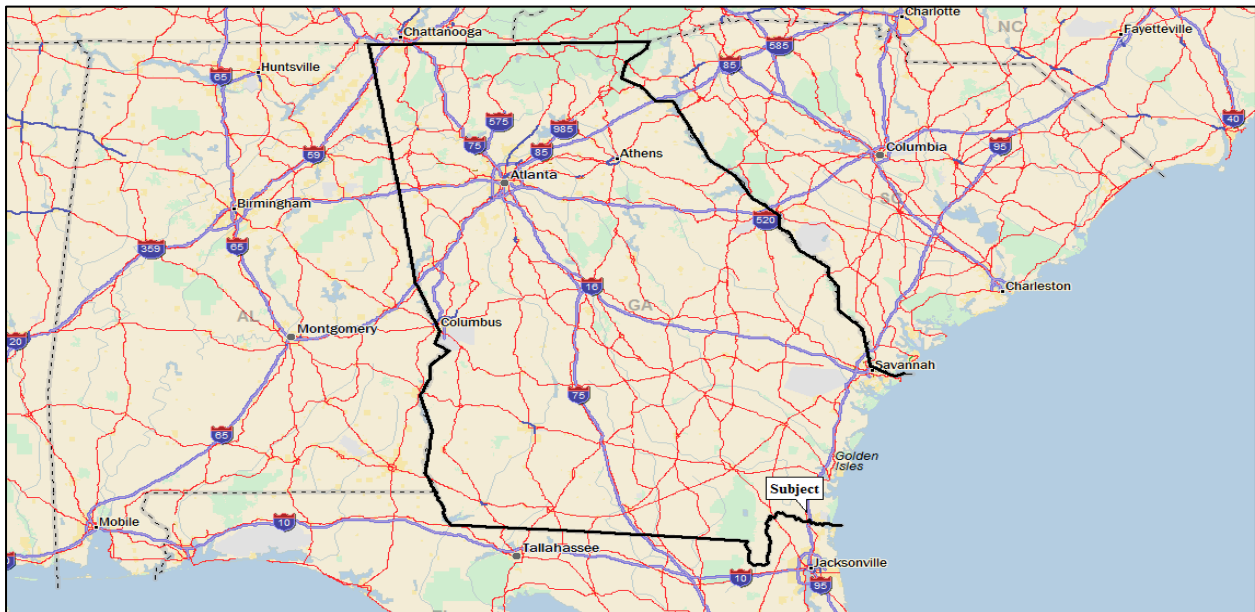 Charlotte
Chattanooga
NC
Fayetteville
585
85
65
Huntsville
575
985
40
75
85
59
Athens
Columbia
95
Atlanta
SC
Birmingham
520
359
65
Charleston
16
GA
AL
Columbus
Montgomery
20
Savannah
75
65
Golden
Isles
Subject
Mobile
10
Tallahassee
Jacksonville
10
95